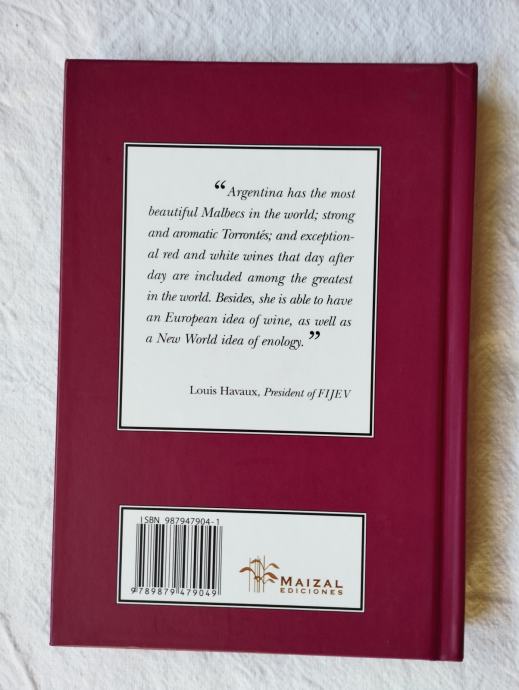 “Argentina has the most
beautiful Malbecs in the world; strong
and aromatic Torrontés; and exception-
al red and white wines that day after
day are included among the greatest
in the world. Besides, she is able to have
an European idea of wine, as well as
a New World idea of enology.”
Louis Havaux, President of FIJEV
ISBN 987947904-1
9789879479049
MAIZAL
EDICIONES